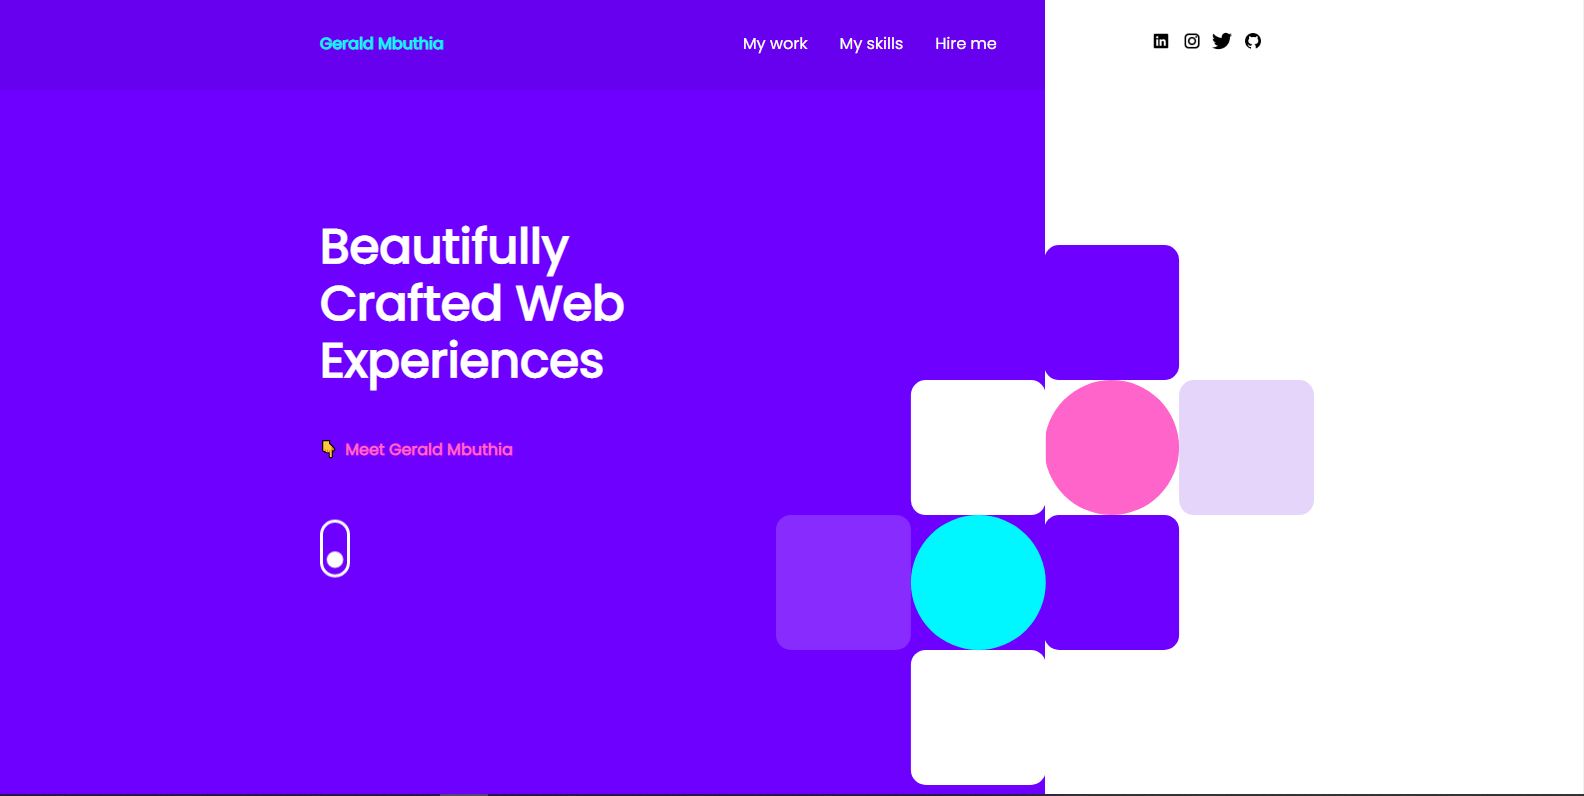 Gerald Mbuthia
My work My skills Hire me
Beautifully
Crafted Web
Experiences
👇 Meet Gerald Mbuthia